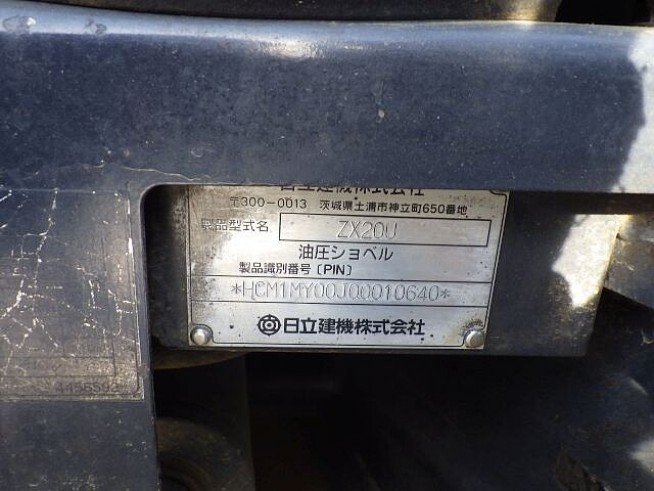 日立建機株式会社
〒300-0013 茨城県土浦市神立町650番地
製品型式名 ZX20U
油圧ショベル
製品識別番号〔PIN〕
*HCM1MY00J00010640*
日立建機株式会社
4456592